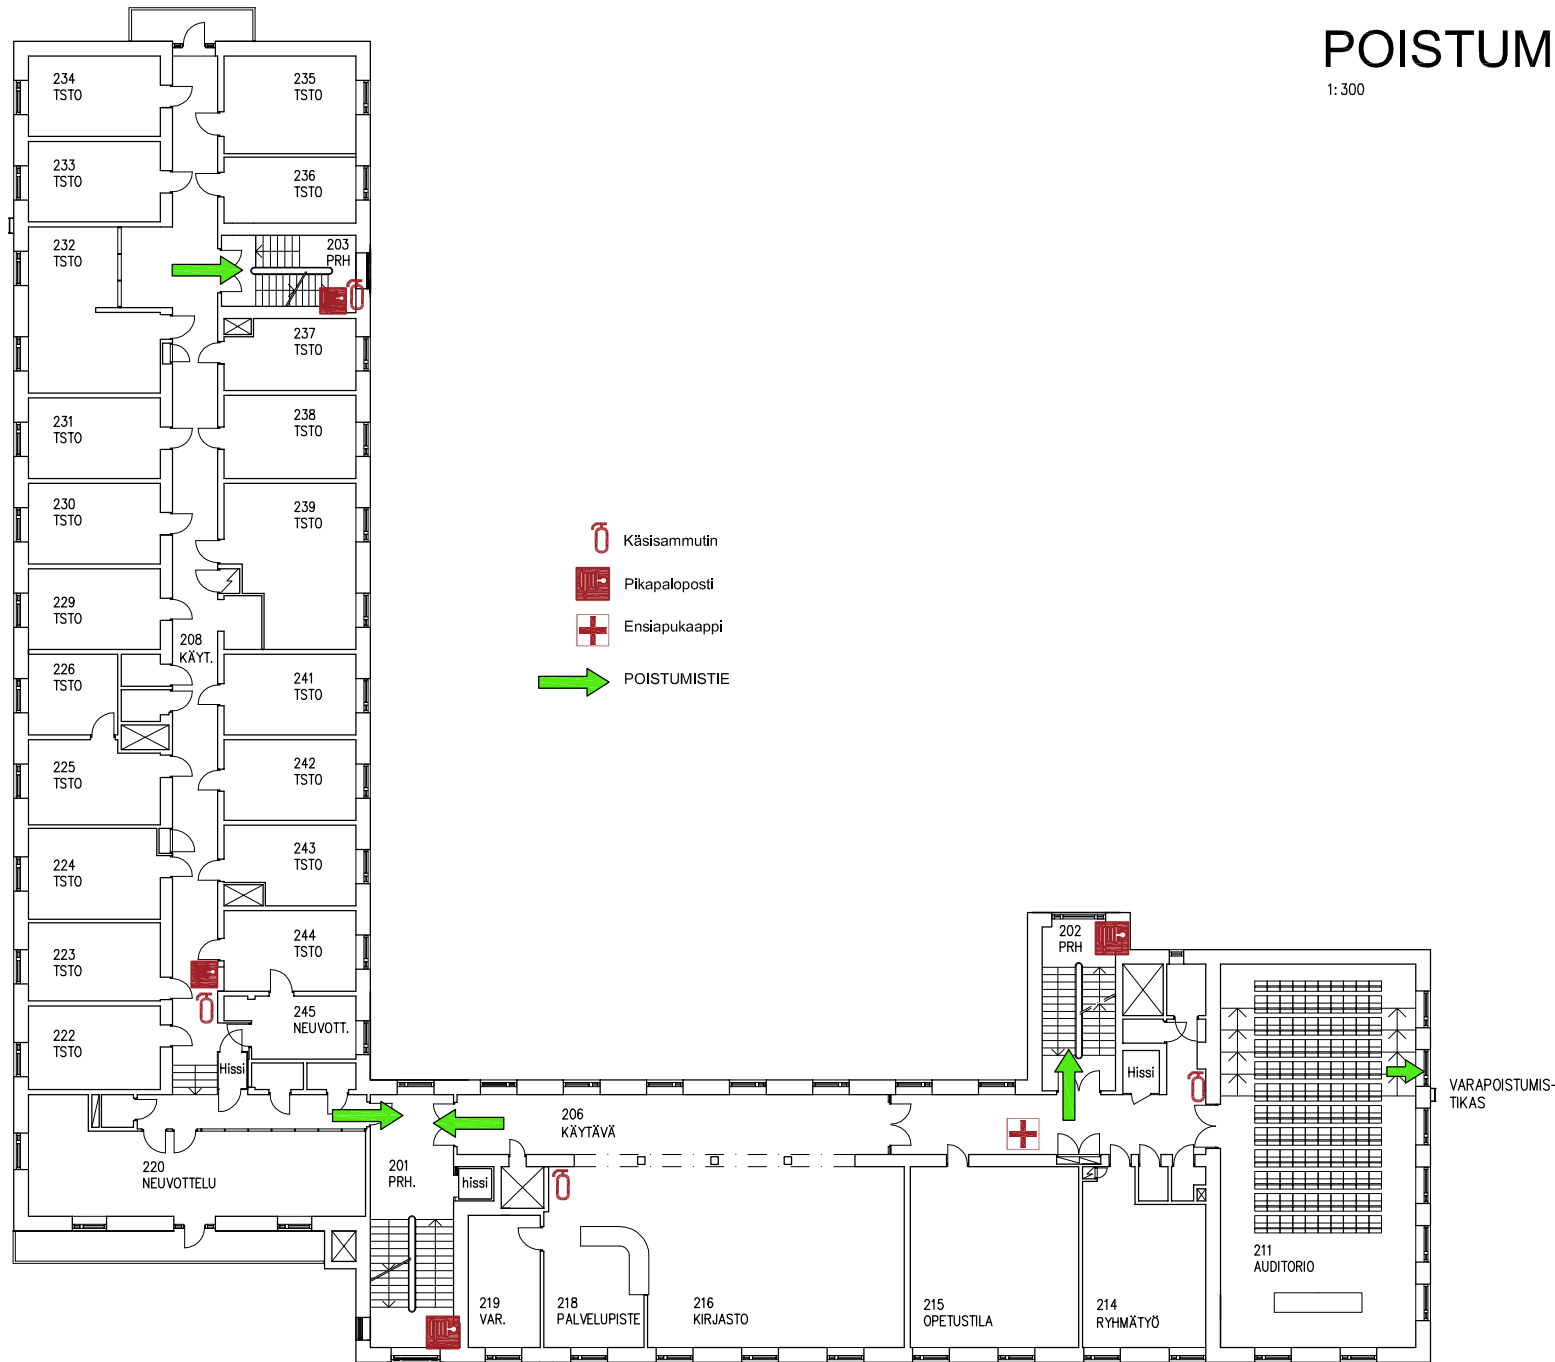 POISTUM
1:300
234
TSTO
235
TSTO
233
TSTO
236
TSTO
232
TSTO
203
PRH
237
TSTO
231
TSTO
238
TSTO
230
TSTO
239
TSTO
Käsisammutin
Pikapaloposti
229
TSTO
Ensiapukaappi
208
KÄYT.
226
TSTO
241
TSTO
POISTUMISTIE
225
TSTO
242
TSTO
224
TSTO
243
TSTO
223
TSTO
244
TSTO
202
PRH
222
TSTO
245
NEUVOTT.
Hissi
Hissi
VARAPOISTUMIS-
TIKAS
206
KÄYTÄVÄ
220
NEUVOTTELU
201
PRH.
hissi
211
AUDITORIO
219
VAR.
218
PALVELUPISTE
216
KIRJASTO
215
OPETUSTILA
214
RYHMÄTYÖ